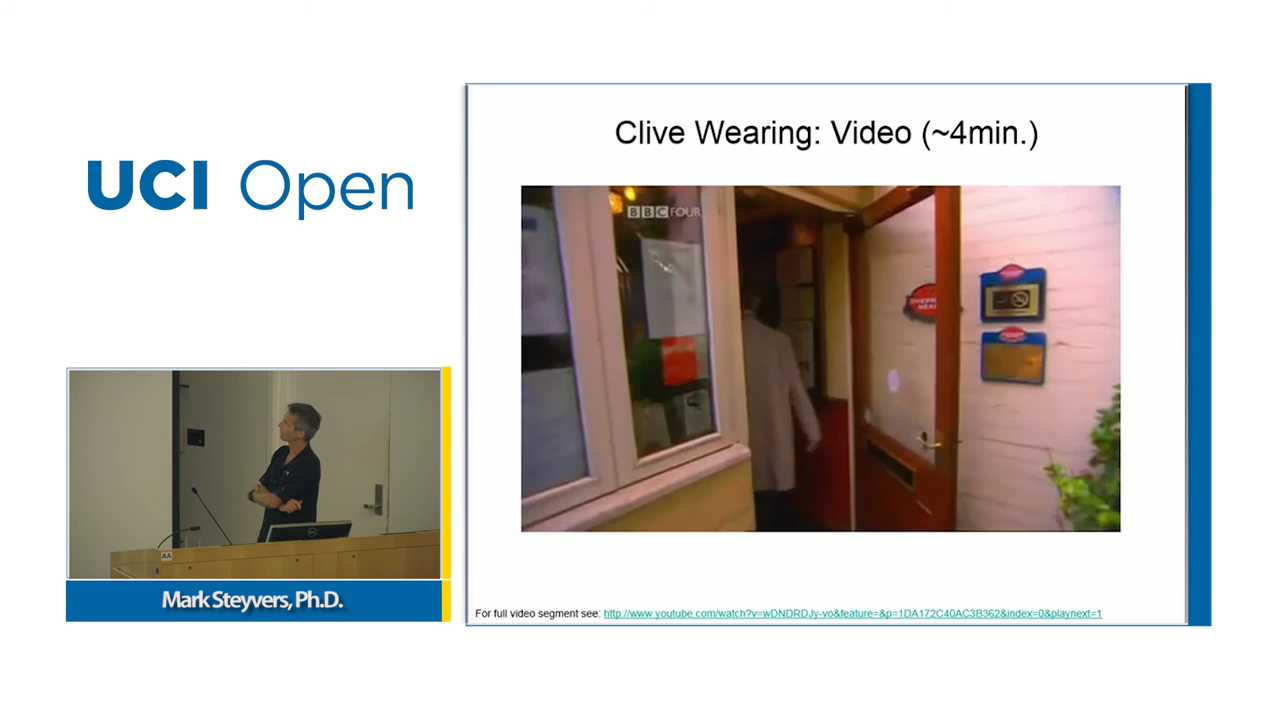 UCI Open
Clive Wearing: Video (~4min.)
BBC FOUR
AA
Mark Steyvers, Ph.D.
For full video segment see: http://www.youtube.com/watch?v=wDNDRDJy-vo&feature=&p=1DA172C40AC3B362&index=0&playnext=1